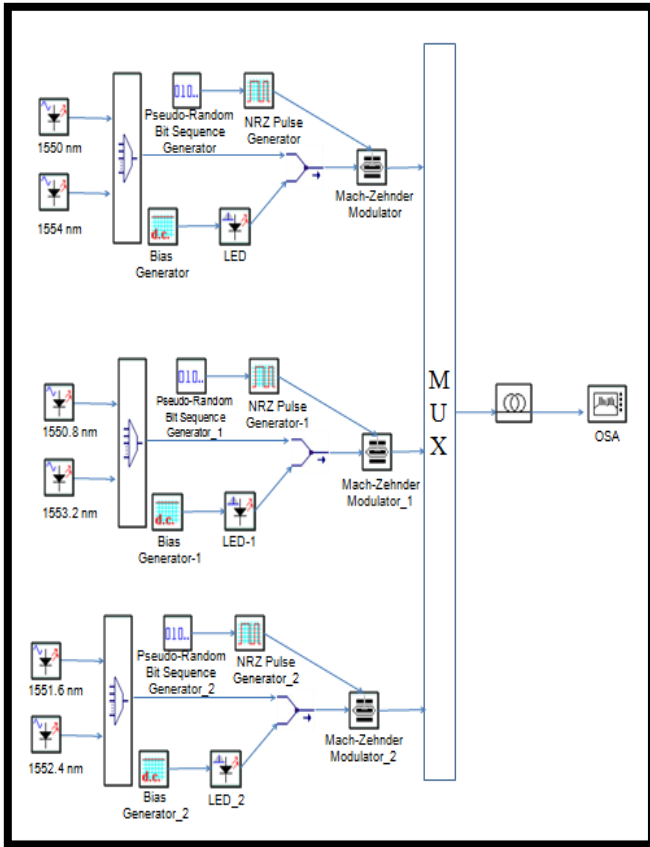 010..
Pseudo-Random
Bit Sequence
Generator
NRZ Pulse
Generator
1550 nm
1554 nm
d.c.
Bias
Generator
LED
Mach-Zehnder
Modulator
010..
Pseudo-Random
Bit Sequence
Generator_1
NRZ Pulse
Generator-1
1550.8 nm
1553.2 nm
d.c.
Bias
Generator-1
LED-1
Mach-Zehnder
Modulator_1
M
U
X
OSA
010..
Pseudo-Random
Bit Sequence
Generator_2
NRZ Pulse
Generator_2
1551.6 nm
1552.4 nm
d.c.
Bias
Generator_2
LED_2
Mach-Zehnder
Modulator_2